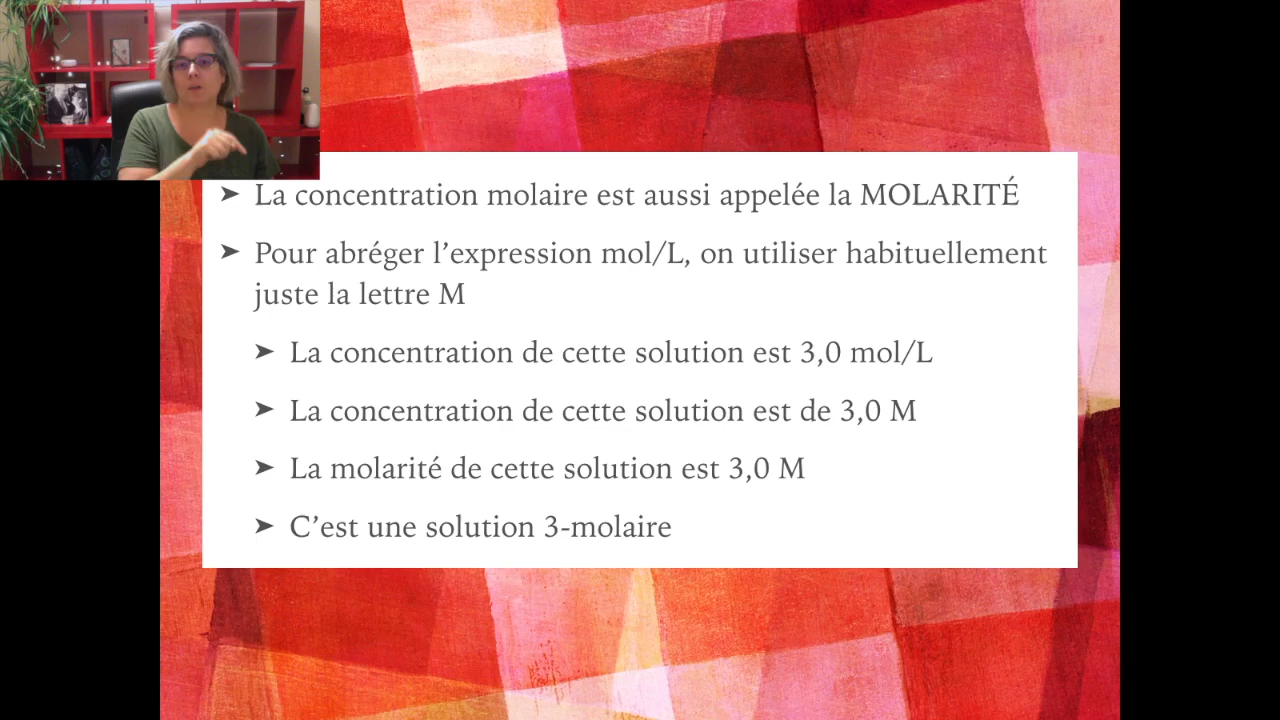 ➤ La concentration molaire est aussi appelée la MOLARITÉ
➤ Pour abréger l’expression mol/L, on utiliser habituellement
juste la lettre M
➤ La concentration de cette solution est 3,0 mol/L
➤ La concentration de cette solution est de 3,0 M
➤ La molarité de cette solution est 3,0 M
➤ C’est une solution 3-molaire